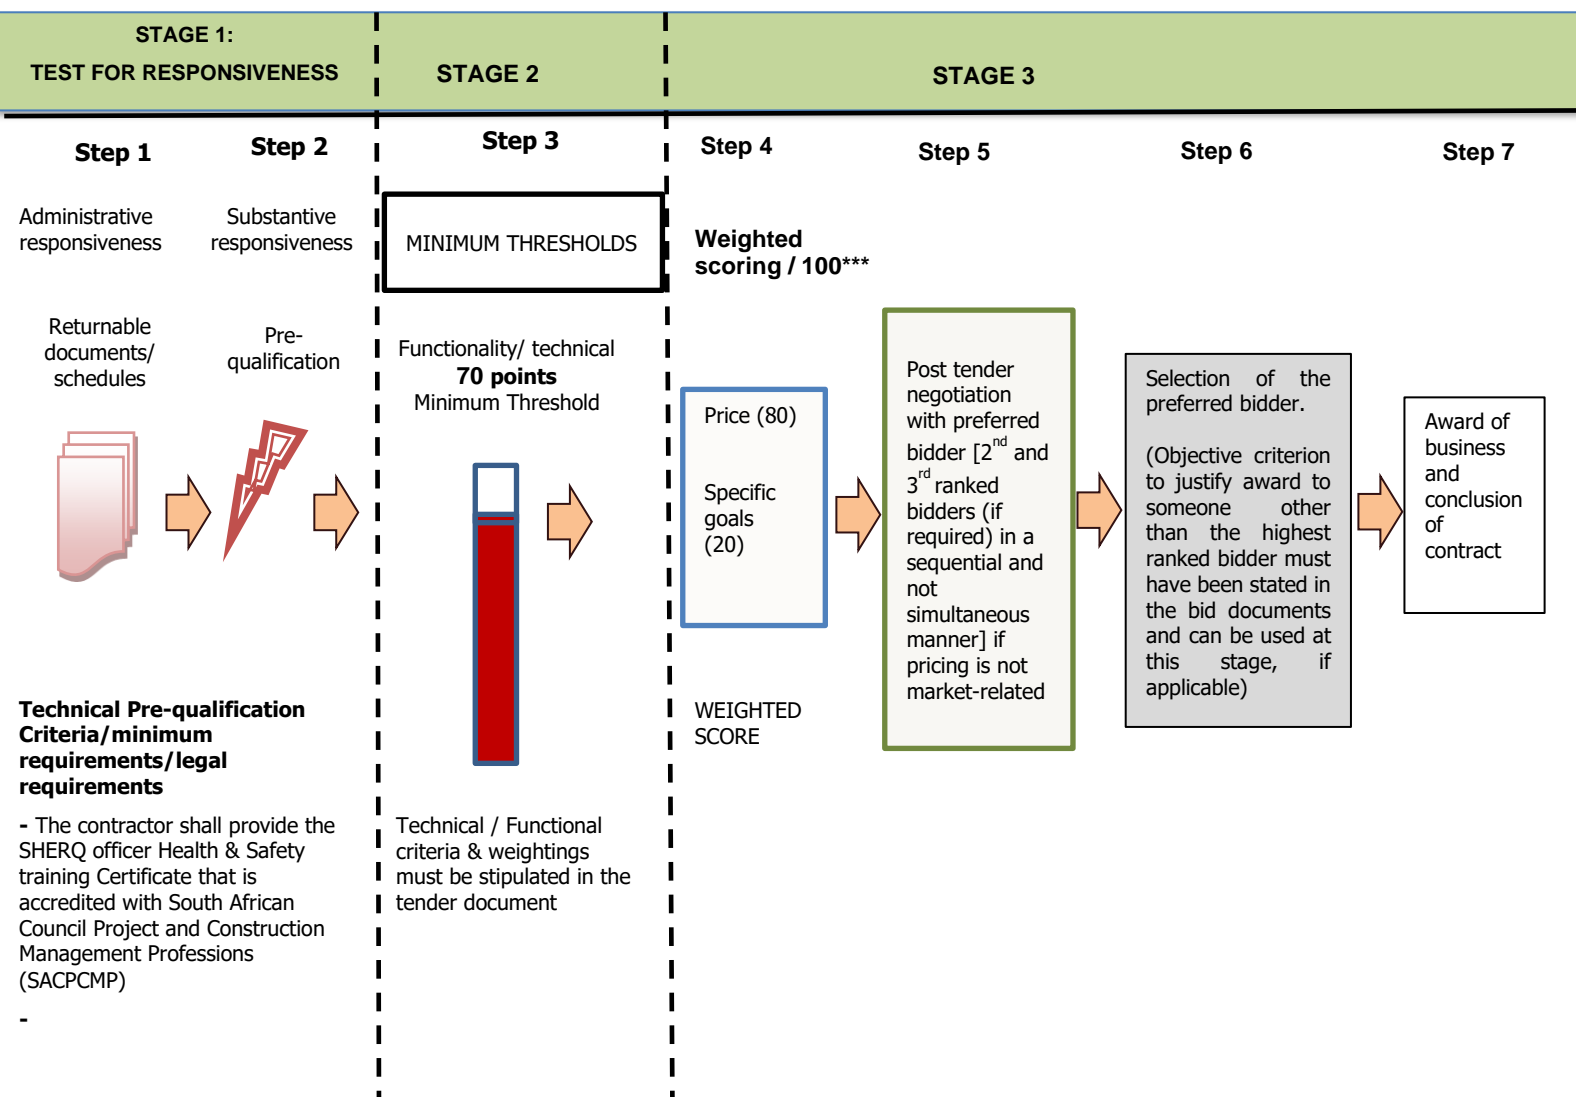 STAGE 1:
TEST FOR RESPONSIVENESS
STAGE 2
STAGE 3
Step 1
Step 2
Step 3
Step 4
Step 5
Step 6
Step 7
Administrative
responsiveness
Substantive
responsiveness
MINIMUM THRESHOLDS
Weighted
scoring / 100***
Returnable
documents/
schedules
Pre-
qualification
Functionality/ technical
70 points
Minimum Threshold
Price (80)
Specific
goals
(20)
WEIGHTED
SCORE
Post tender
negotiation
with preferred
bidder [2nd and
3rd ranked
bidders (if
required) in a
sequential and
not
simultaneous
manner] if
pricing is not
market-related
Selection of the
preferred bidder.
(Objective criterion
to justify award to
someone other
than the highest
ranked bidder must
have been stated in
the bid documents
and can be used at
this stage, if
applicable)
Award of
business
and
conclusion
of
contract
Technical Pre-qualification
Criteria/minimum
requirements/legal
requirements
- The contractor shall provide the
SHERQ officer Health & Safety
training Certificate that is
accredited with South African
Council Project and Construction
Management Professions
(SACPCMP)
-
Technical / Functional
criteria & weightings
must be stipulated in the
tender document